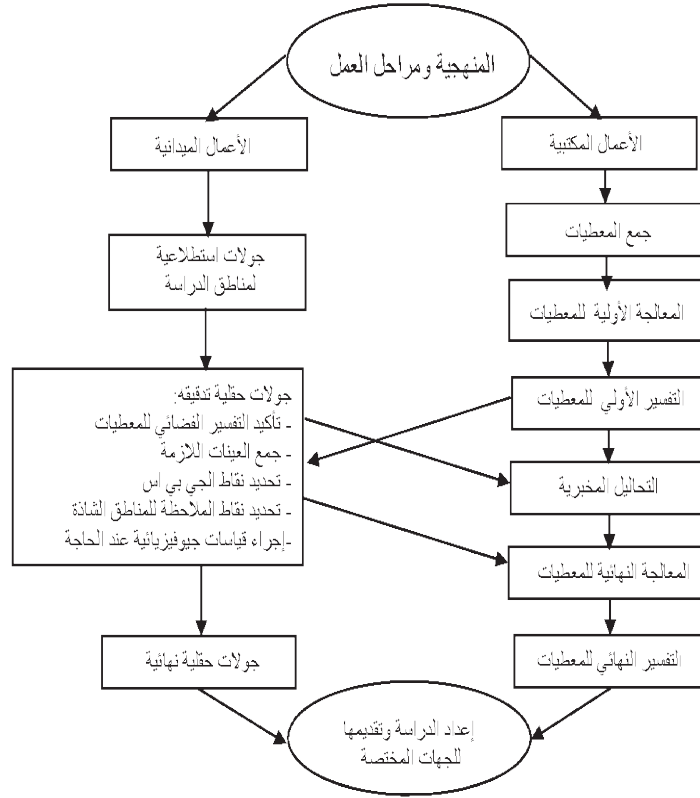 المنهجية ومراحل العمل
الأعمال المكتبية
الأعمال الميدانية
جمع المعطيات
جولات استطلاعية
لمناطق الدراسة
المعالجة الأولية للمعطيات
التفسير الأولي للمعطيات
جولات حقلية تدقيقه:
- تأكيد التفسير الفضائي للمعطيات
- جمع العينات اللازمة
- تحديد نقاط الجي بي اس
- تحديد نقاط الملاحظة للمناطق الشاذة
-إجراء قياسات جيوفيزيائية عند الحاجة
التحاليل المخبرية
المعالجة النهائية للمعطيات
التفسير النهائي للمعطيات
جولات حقلية نهائية
إعداد الدراسة وتقديمها
للجهات المختصة